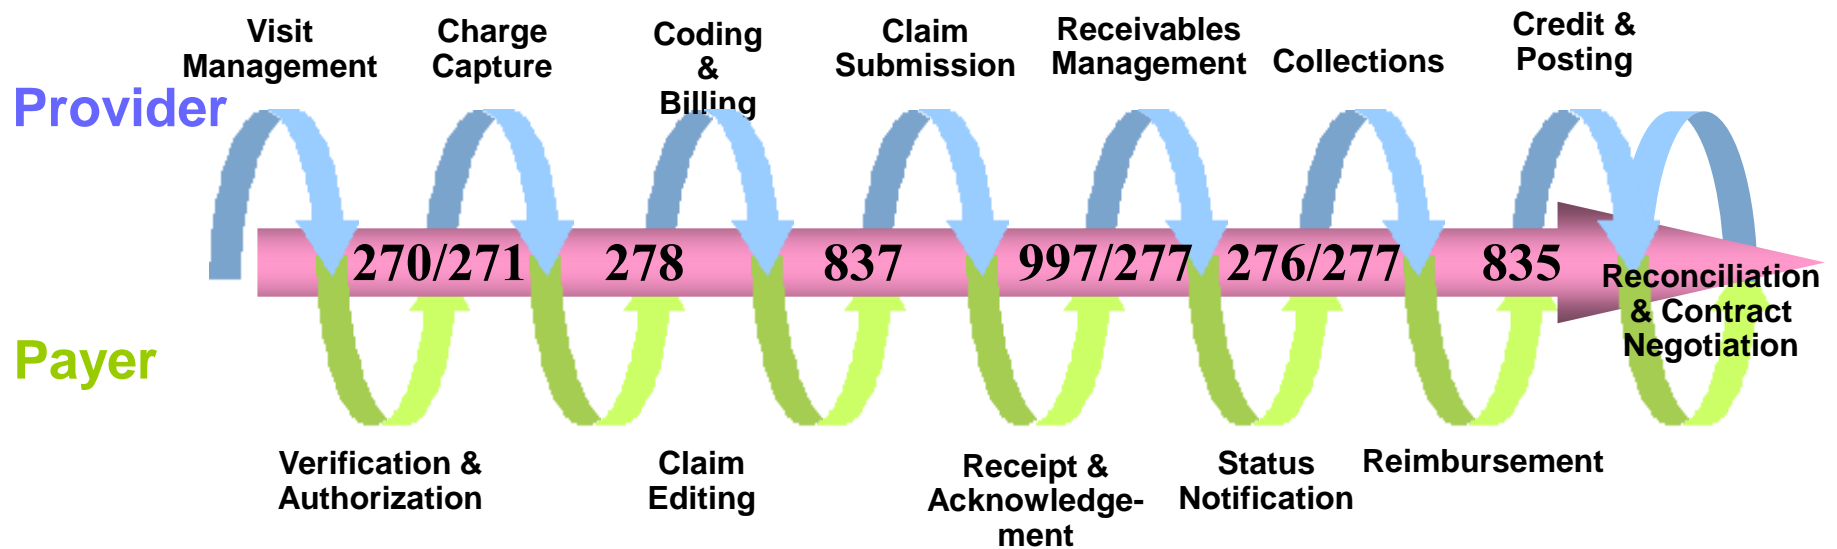 Visit
Management
Charge
Capture
Coding
&
Billing
Claim
Submission
Receivables
Management
Collections
Credit &
Posting
Provider
270/271
278
837
997/277
276/277
835
Reconciliation
& Contract
Negotiation
Payer
Verification &
Authorization
Claim
Editing
Receipt &
Acknowledge-
ment
Status
Notification
Reimbursement